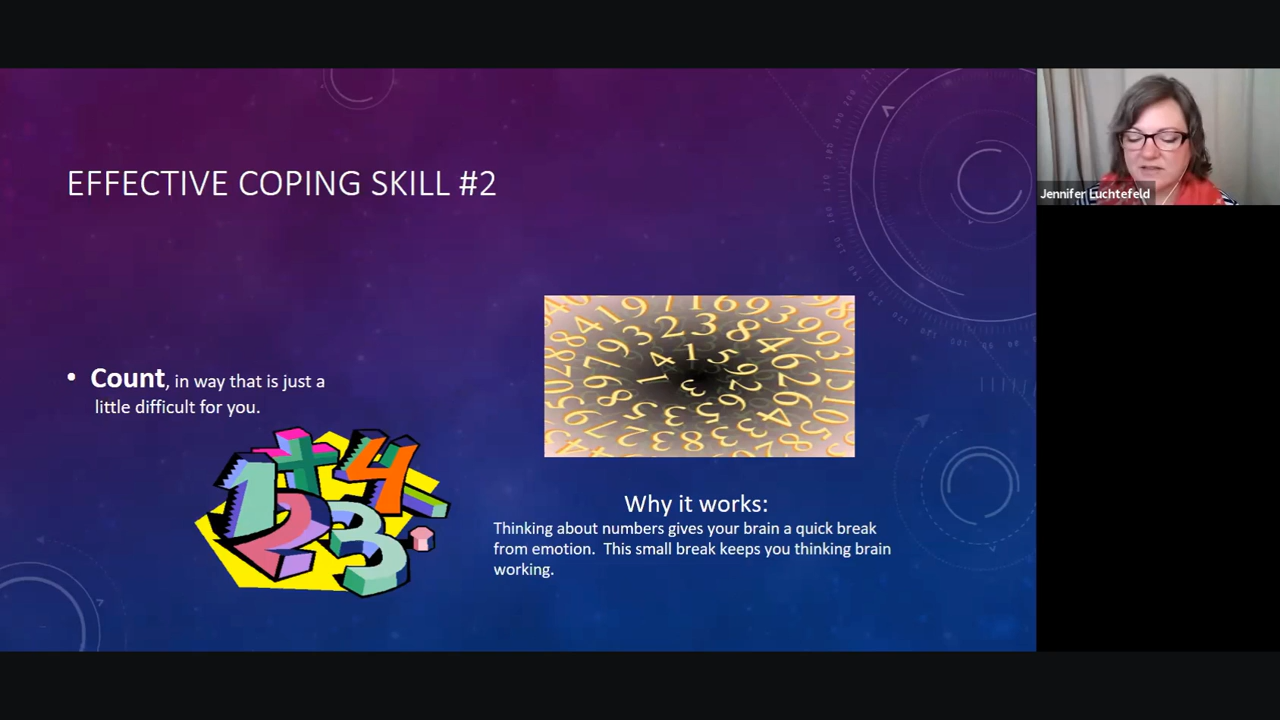 EFFECTIVE COPING SKILL #2
Jennifer Luchtefeld
• Count, in way that is just a
little difficult for you.
Why it works:
Thinking about numbers gives your brain a quick break
from emotion.  This small break keeps you thinking brain
working.